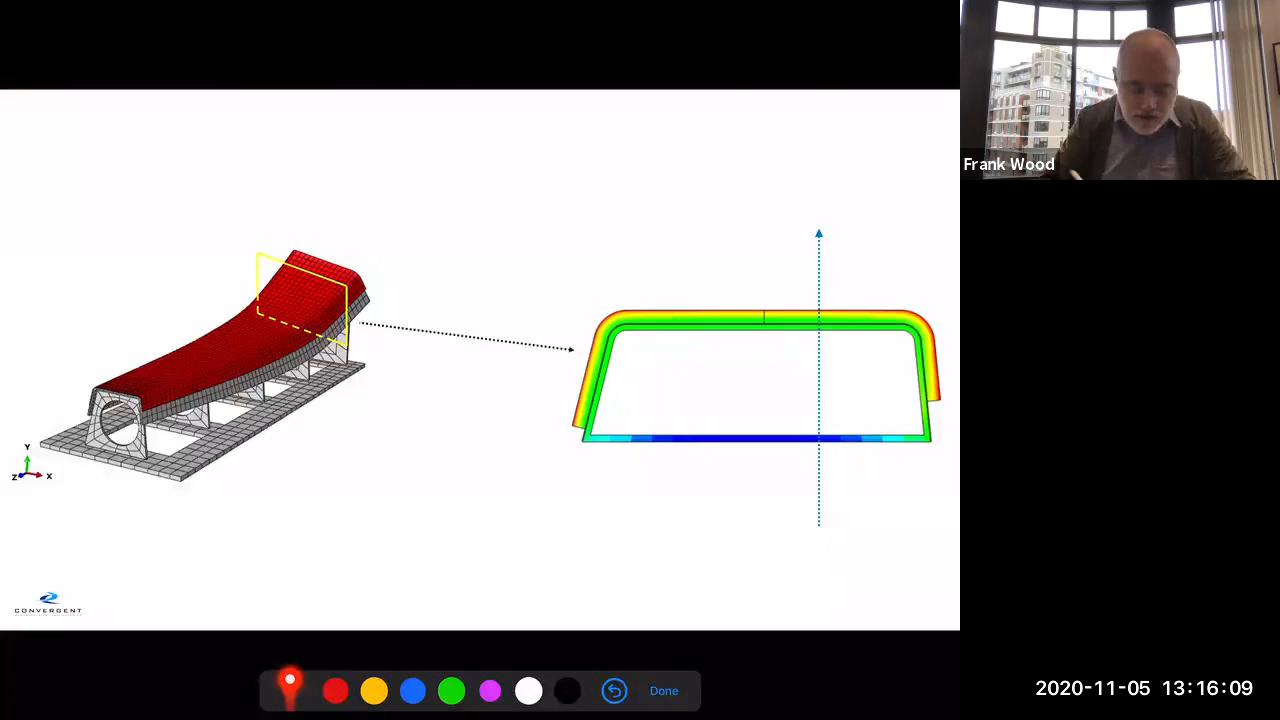 Frank Wood
Y
Z
X
CONVERGENT
Done
2020-11-05 13:16:09